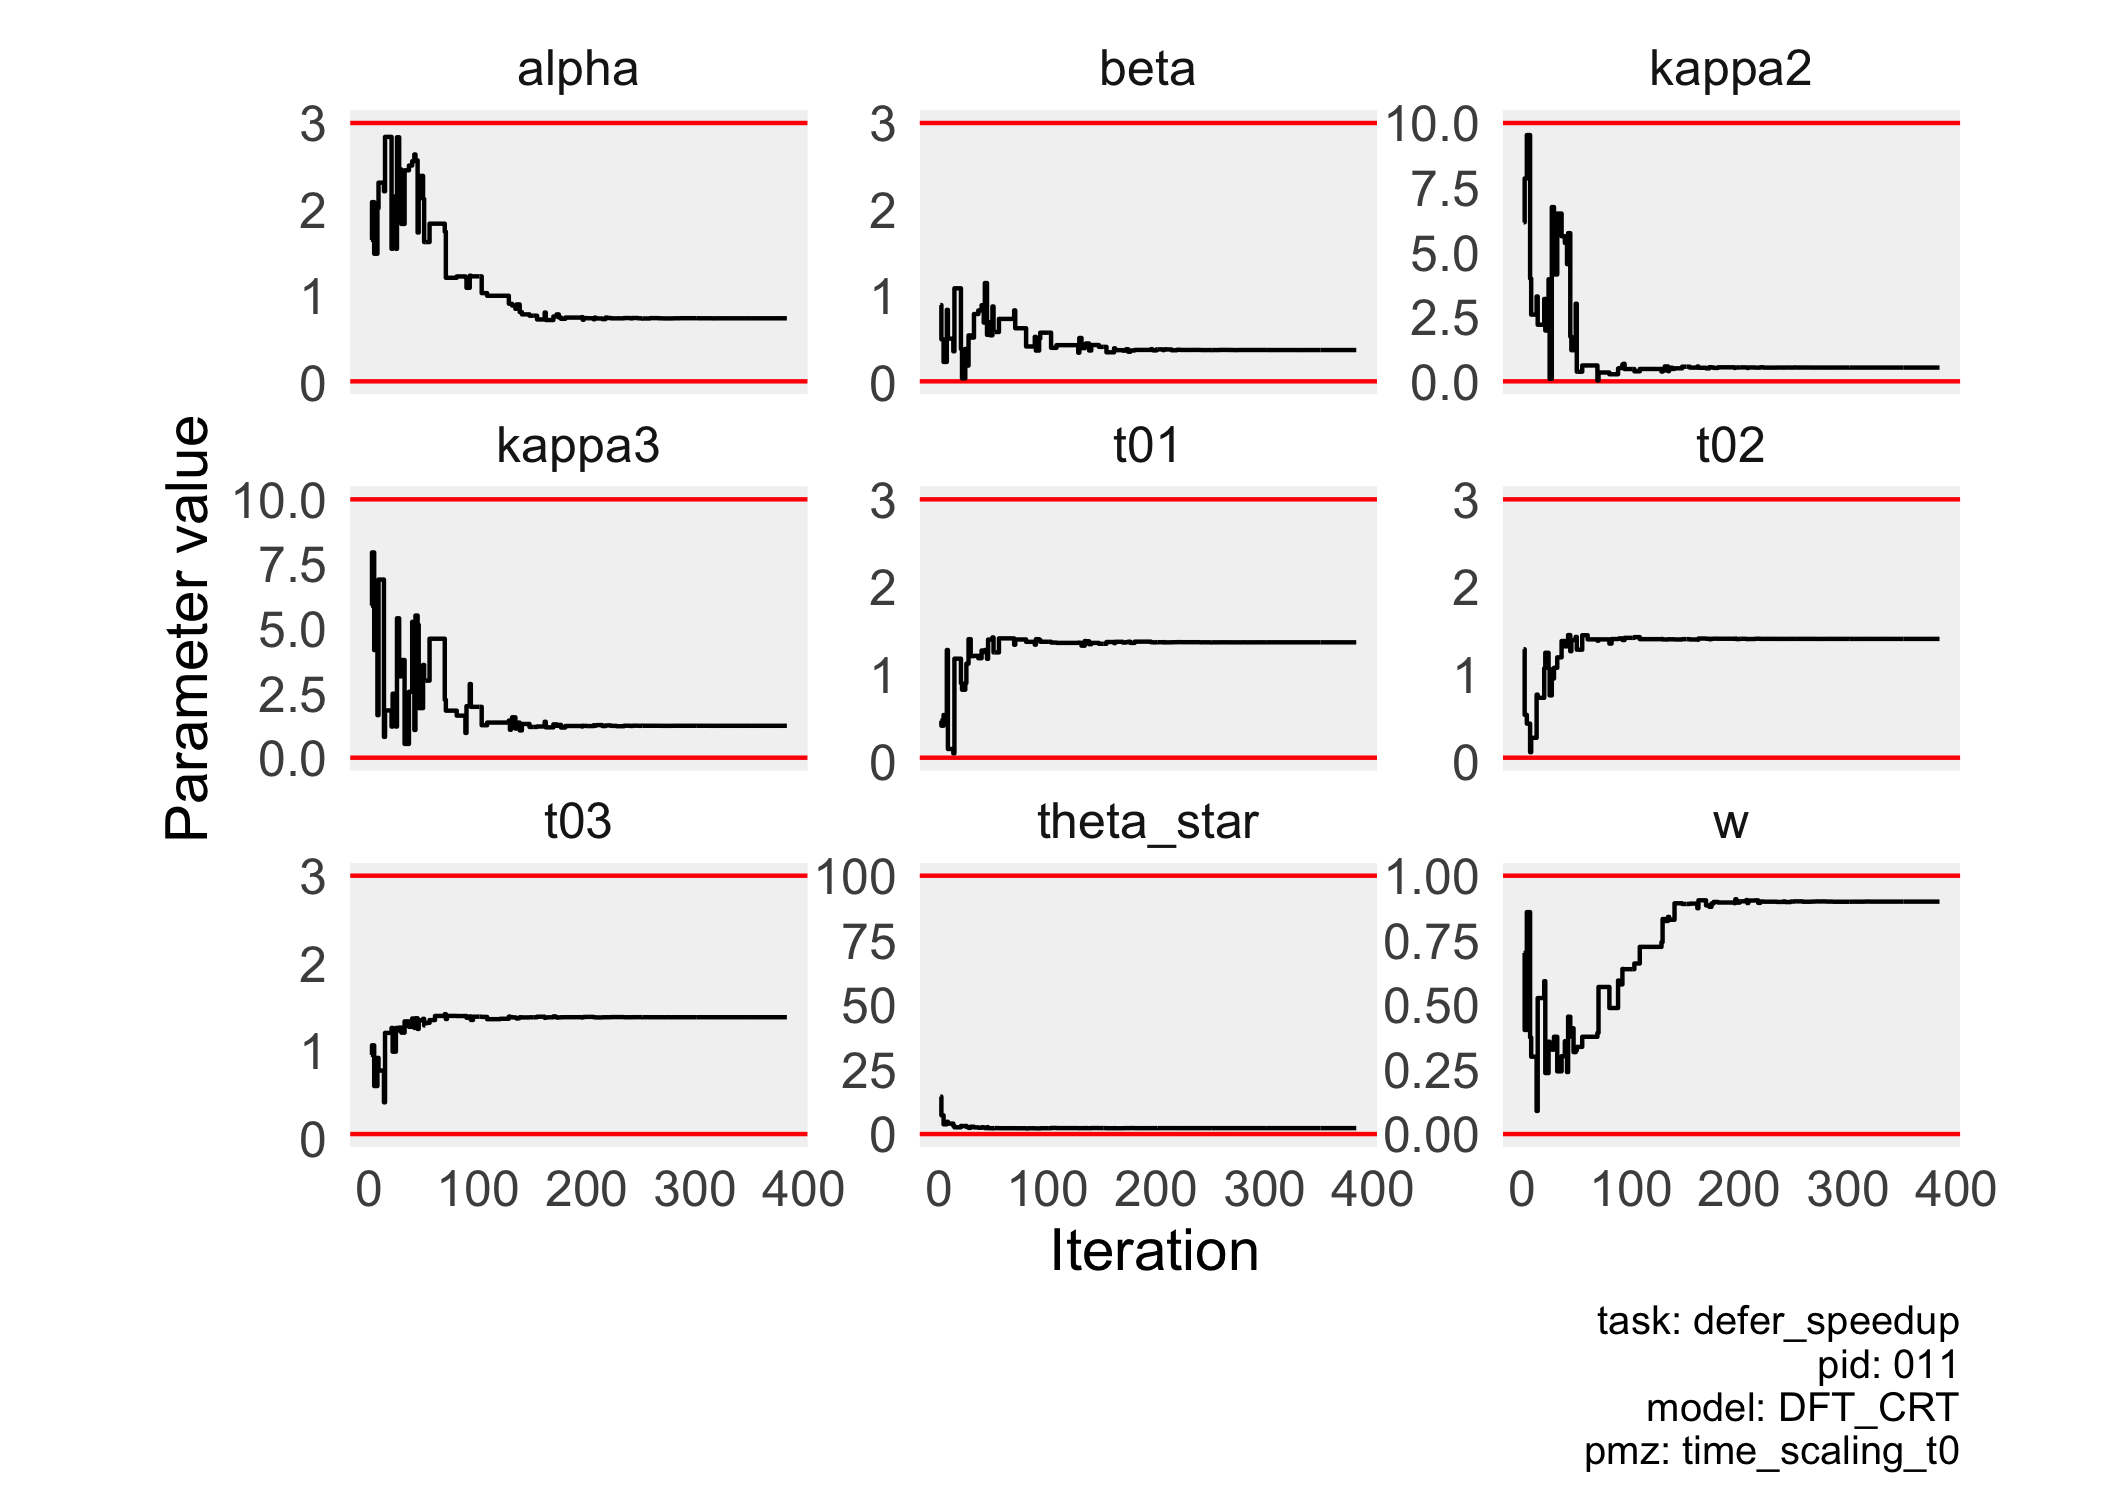 alpha beta kappa2
3 3 10.0
2 2 7.5
5.0
1 1 2.5
0 0 0.0
kappa3 t01 t02
10.0 3 3
7.5 2 2
5.0
2.5 1 1
0.0 0 0
t03 theta_star w
3 100 1.00
2 75 0.75
50 0.50
1 25 0.25
0 0 0.00
0 100 200 300 400 0 100 200 300 400 0 100 200 300 400
Parameter value
Iteration
task: defer_speedup
pid: 011
model: DFT_CRT
pmz: time_scaling_t0